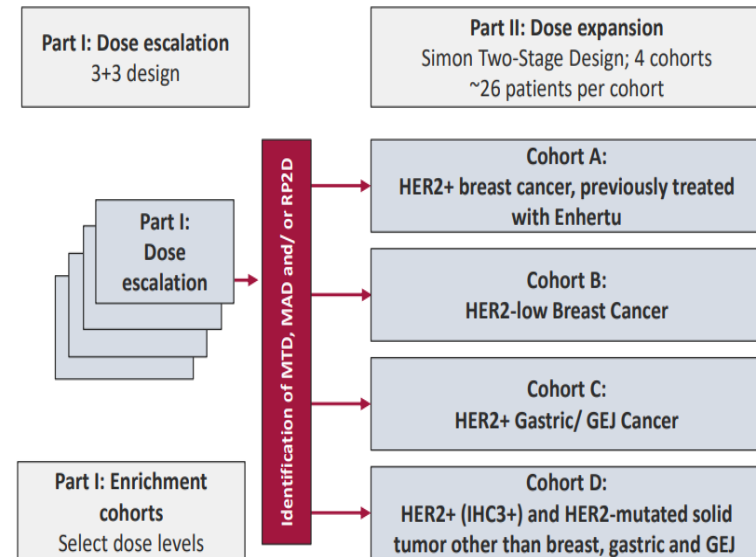 Part I: Dose escalation
3+3 design
Part II: Dose expansion
Simon Two-Stage Design; 4 cohorts
~26 patients per cohort
Part I:
Dose
escalation
Identification of MTD, MAD and/ or RP2D
Cohort A:
HER2+ breast cancer, previously treated
with Enhertu
Cohort B:
HER2-low Breast Cancer
Cohort C:
HER2+ Gastric/ GEJ Cancer
Part I: Enrichment
cohorts
Select dose levels
Cohort D:
HER2+ (IHC3+) and HER2-mutated solid
tumor other than breast, gastric and GEJ